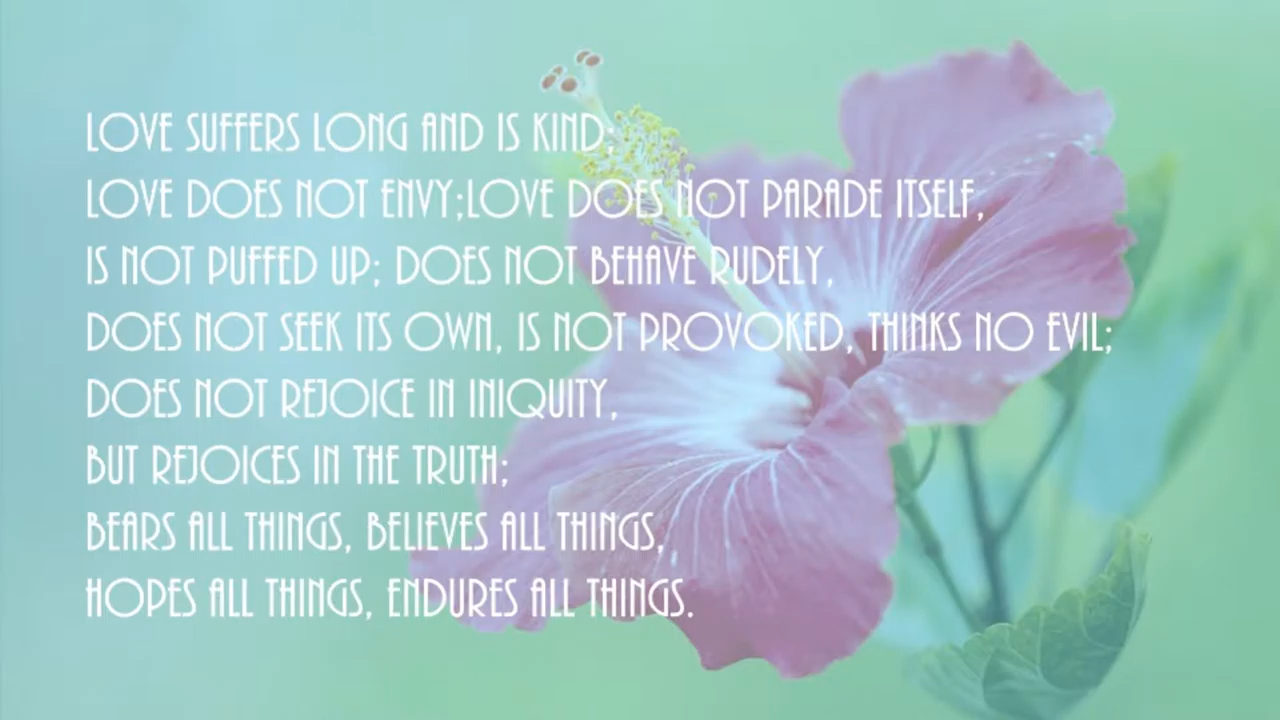 LOVE SUFFERS LONG AND IS KIND;
LOVE DOES NOT ENVY;LOVE DOES NOT PARADE ITSELF,
IS NOT PUFFED UP; DOES NOT BEHAVE RUDELY,
DOES NOT SEEK ITS OWN, IS NOT PROVOKED, THINKS NO EVIL;
DOES NOT REJOICE IN INIQUITY,
BUT REJOICES IN THE TRUTH;
BEARS ALL THINGS, BELIEVES ALL THINGS,
HOPES ALL THINGS, ENDURES ALL THINGS.